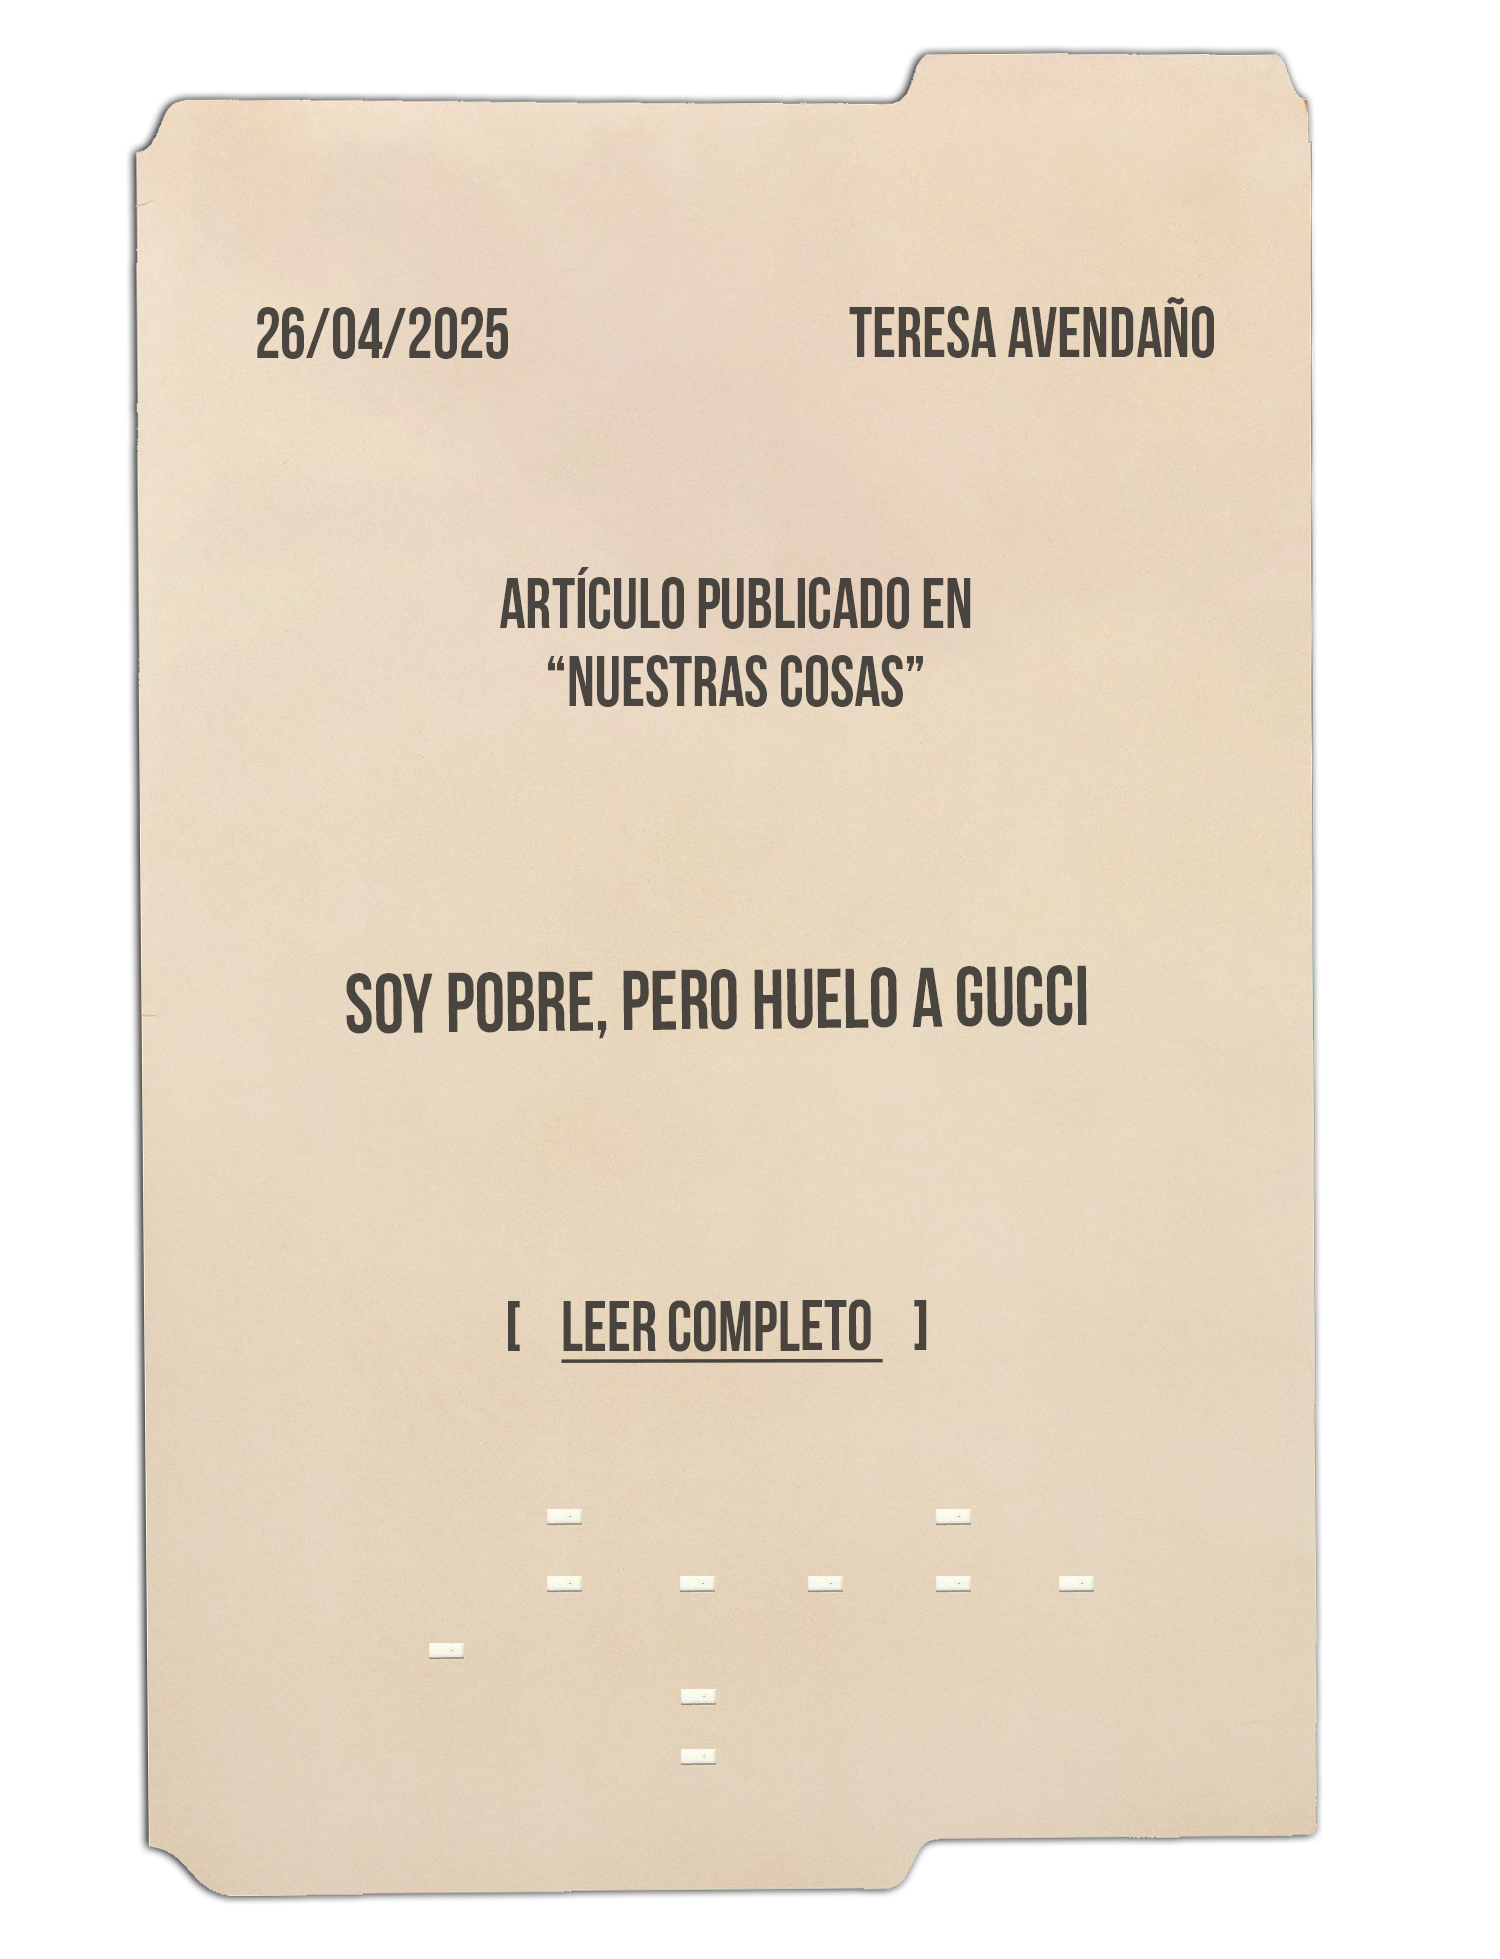 26/04/2025
TERESA AVENDAÑO
ARTÍCULO PUBLICADO EN
“NUESTRAS COSAS”
SOY POBRE, PERO HUELO A GUCCI
[ LEER COMPLETO ]